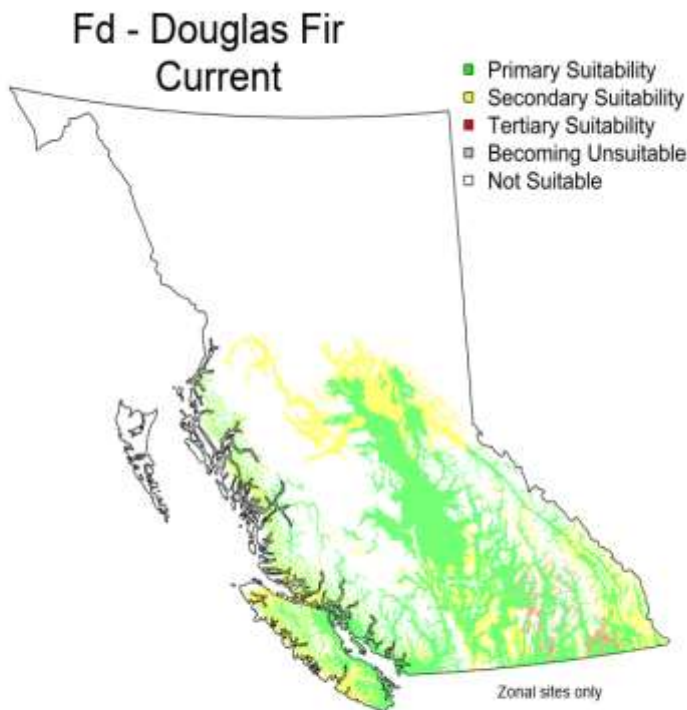 Fd - Douglas Fir
Current
Primary Suitability
Secondary Suitability
Tertiary Suitability
Becoming Unsuitable
Not Suitable
Zonal sites only